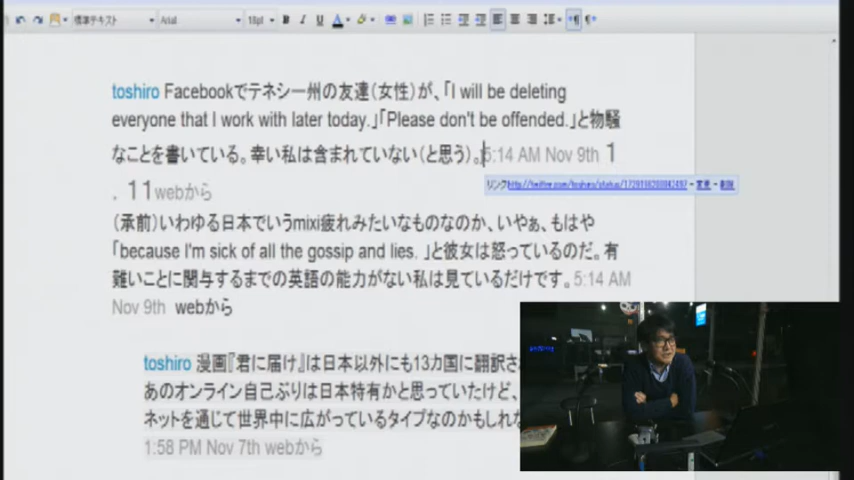 標準テキスト Arial 18pt B I U A
toshiro Facebookでテネシー州の友達（女性）が、「I will be deleting
everyone that I work with later today.」「Please don't be offended.」と物騒
なことを書いている。幸い私は含まれていない（と思う）。5:14 AM Nov 9th 1
, 11webから
変更 - 削除
（承前）いわゆる日本でいうmixi疲れみたいなものなのか、いやぁ、もはや
「because I'm sick of all the gossip and lies. 」と彼女は怒っているのだ。有
難いことに関与するまでの英語の能力がない私は見ているだけです。5:14 AM
Nov 9th webから
toshiro 漫画『君に届け』は日本以外にも13カ国に翻訳さ
あのオンライン自己ぶりは日本特有かと思っていたけど、
ネットを通じて世界中に広がっているタイプなのかもしれな
1:58 PM Nov 7th webから